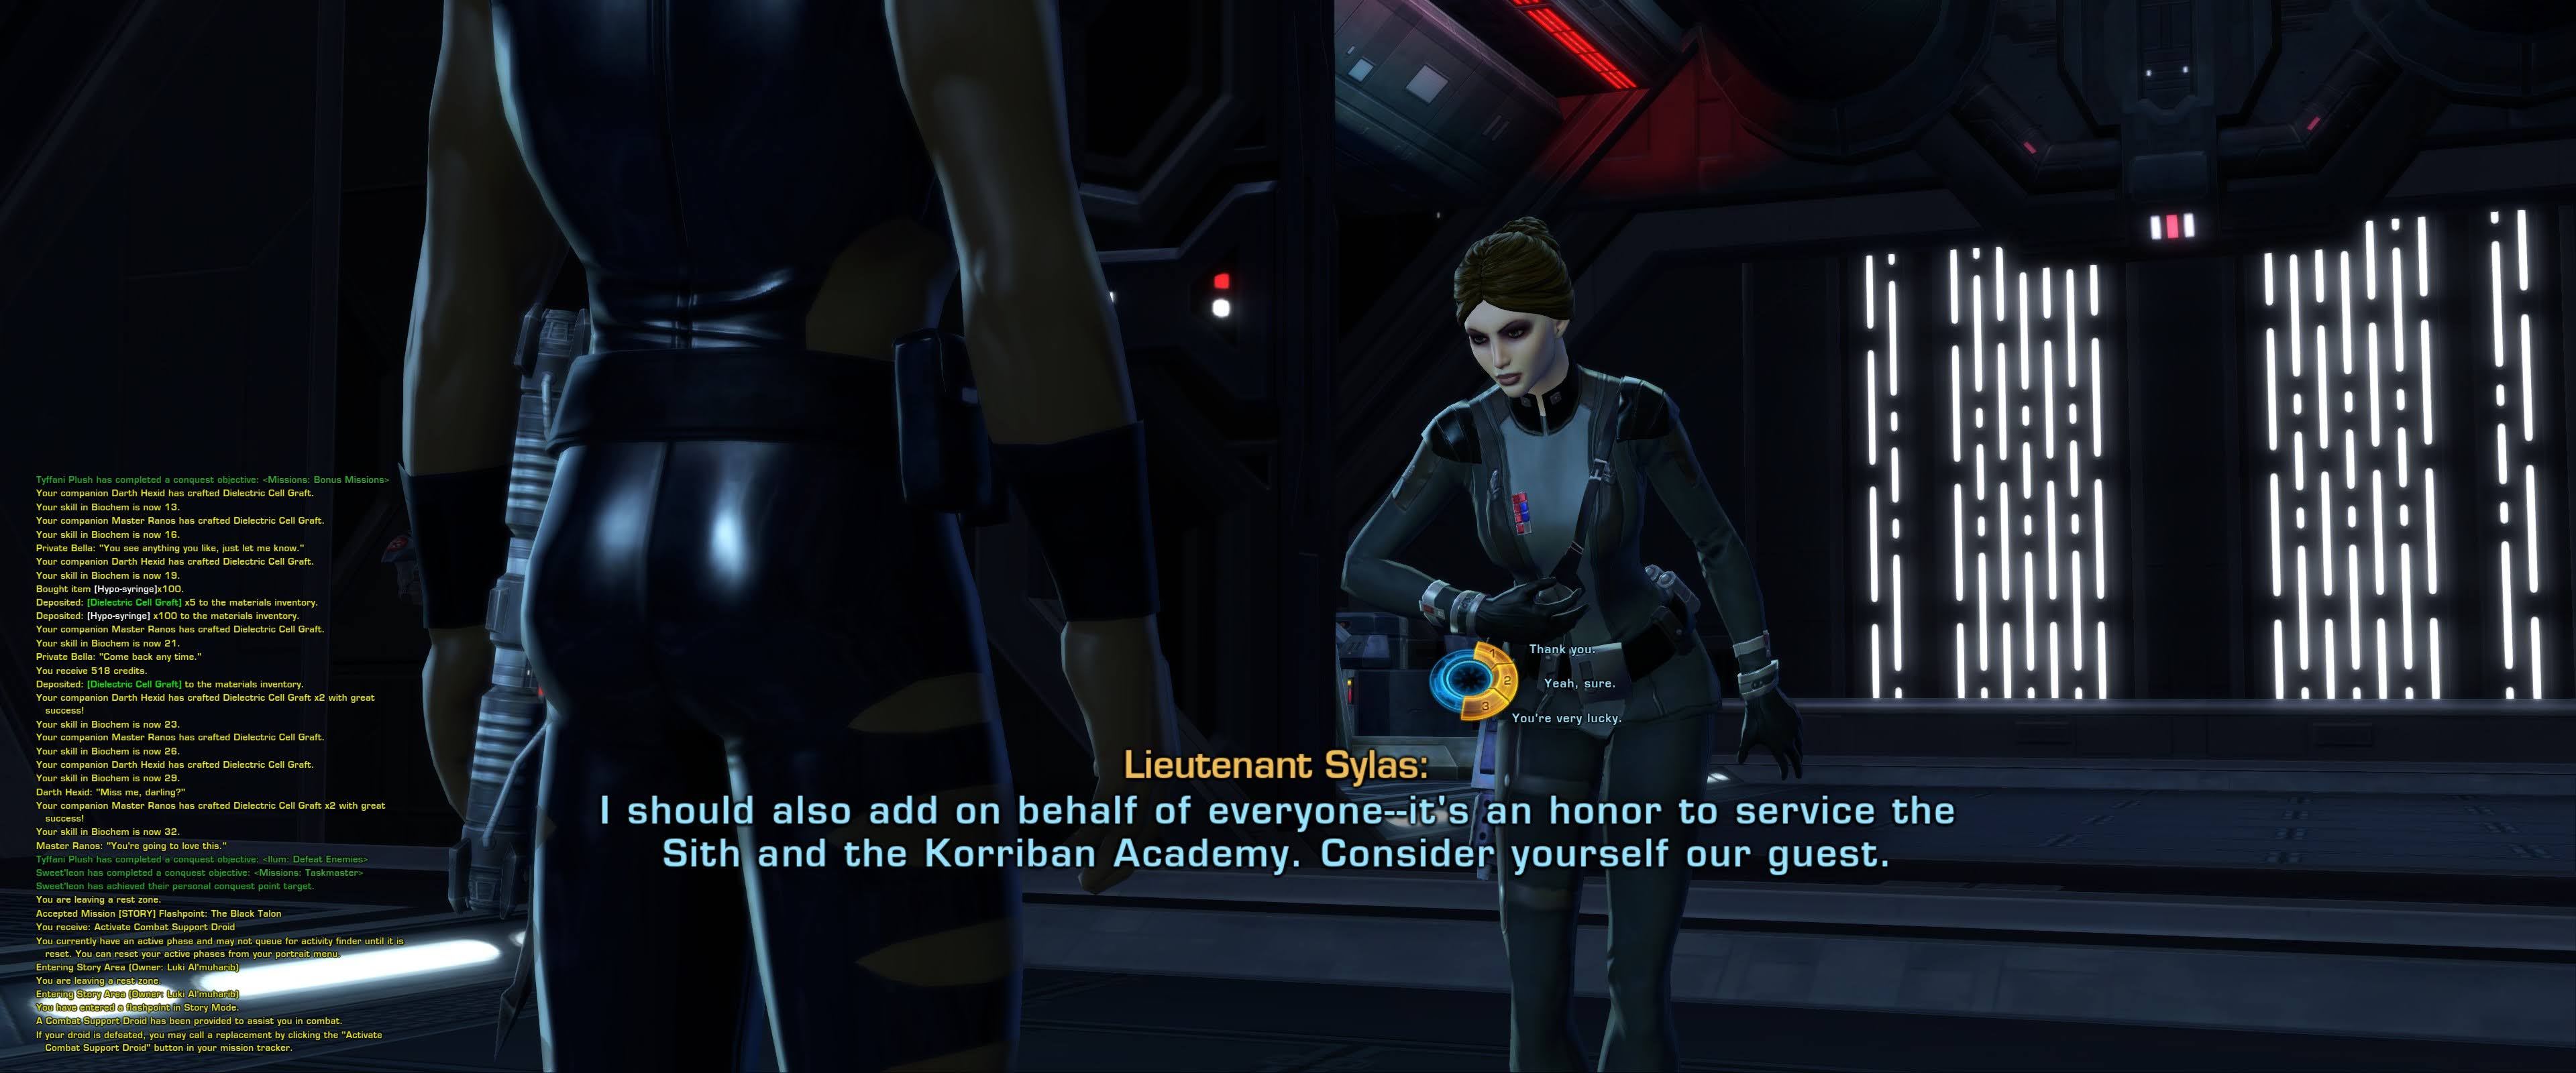 Tyffani Plush has completed a conquest objective: <Missions: Bonus Missions>
Your companion Darth Hexid has crafted Dielectric Cell Graft.
Your skill in Biochem is now 13.
Your companion Master Ranos has crafted Dielectric Cell Graft.
Your skill in Biochem is now 16.
Private Bella: "You see anything you like, just let me know."
Your companion Darth Hexid has crafted Dielectric Cell Graft.
Your skill in Biochem is now 19.
Bought item [Hypo-syringe]x100.
Deposited: [Dielectric Cell Graft] x5 to the materials inventory.
Deposited: [Hypo-syringe] x100 to the materials inventory.
Your companion Master Ranos has crafted Dielectric Cell Graft.
Your skill in Biochem is now 21.
Private Bella: "Come back any time."
You receive 518 credits.
Deposited: [Dielectric Cell Graft] to the materials inventory.
Your companion Darth Hexid has crafted Dielectric Cell Graft x2 with great
success!
Your skill in Biochem is now 23.
Your companion Master Ranos has crafted Dielectric Cell Graft.
Your skill in Biochem is now 26.
Your companion Darth Hexid has crafted Dielectric Cell Graft.
Your skill in Biochem is now 29.
Darth Hexid: "Miss me, darling?"
Your companion Master Ranos has crafted Dielectric Cell Graft x2 with great
success!
Your skill in Biochem is now 32.
Master Ranos: "You're going to love this."
Tyffani Plush has completed a conquest objective: <Ilum: Defeat Enemies>
Sweet'leon has completed a conquest objective: <Missions: Taskmaster>
Sweet'leon has achieved their personal conquest point target.
You are leaving a rest zone.
Accepted Mission [STORY] Flashpoint: The Black Talon
You receive: Activate Combat Support Droid
You currently have an active phase and may not queue for activity finder until it is
reset. You can reset your active phases from your portrait menu.
Entering Story Area (Owner: Luki Al'muharib)
You are leaving a rest zone.
Entering Story Area (Owner: Luki Al'muharib)
You have entered a flashpoint in Story Mode.
A Combat Support Droid has been provided to assist you in combat.
If your droid is defeated, you may call a replacement by clicking the "Activate
Combat Support Droid" button in your mission tracker.
1 Thank you.
2 Yeah, sure.
3 You're very lucky.
Lieutenant Sylas:
I should also add on behalf of everyone--it's an honor to service the
Sith and the Korriban Academy. Consider yourself our guest.